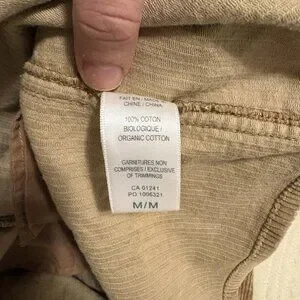 FAIT EN / MADE IN
CHINE / CHINA
100% COTON
BIOLOGIQUE /
ORGANIC COTTON
GARNITURES NON
COMPRISES / EXCLUSIVE
OF TRIMMINGS
CA 01241
PO 1006321
M/M